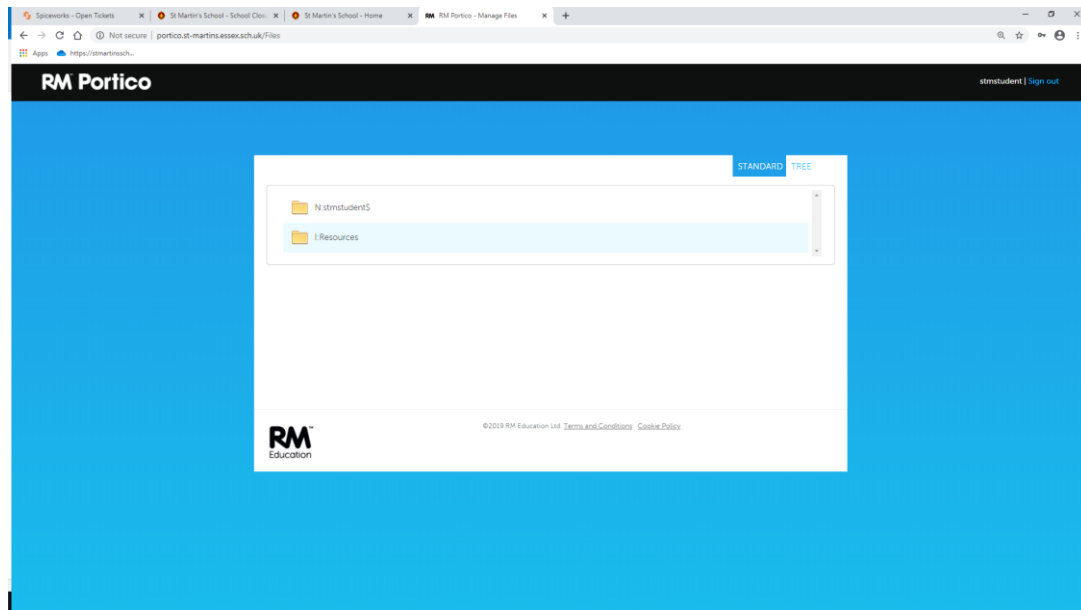 Spiceworks - Open Tickets
St Martin's School - School Clos
St Martin's School - Home
RM RM Portico - Manage Files
Not secure | portico.st-martins.essex.sch.uk/Files
Apps https://stmartinssch...
RM Portico
stmstudent | Sign out
STANDARD TREE
N:stmstudent$
I:Resources
©2019 RM Education Ltd. Terms and Conditions Cookie Policy
RM™
Education